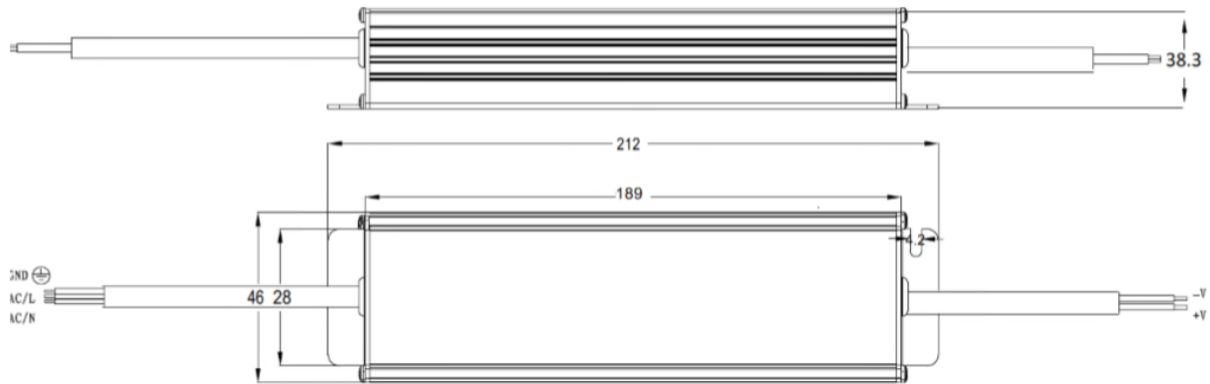 38.3
212
189
4.2
GND
AC/L
46 28
AC/N
-V
+V